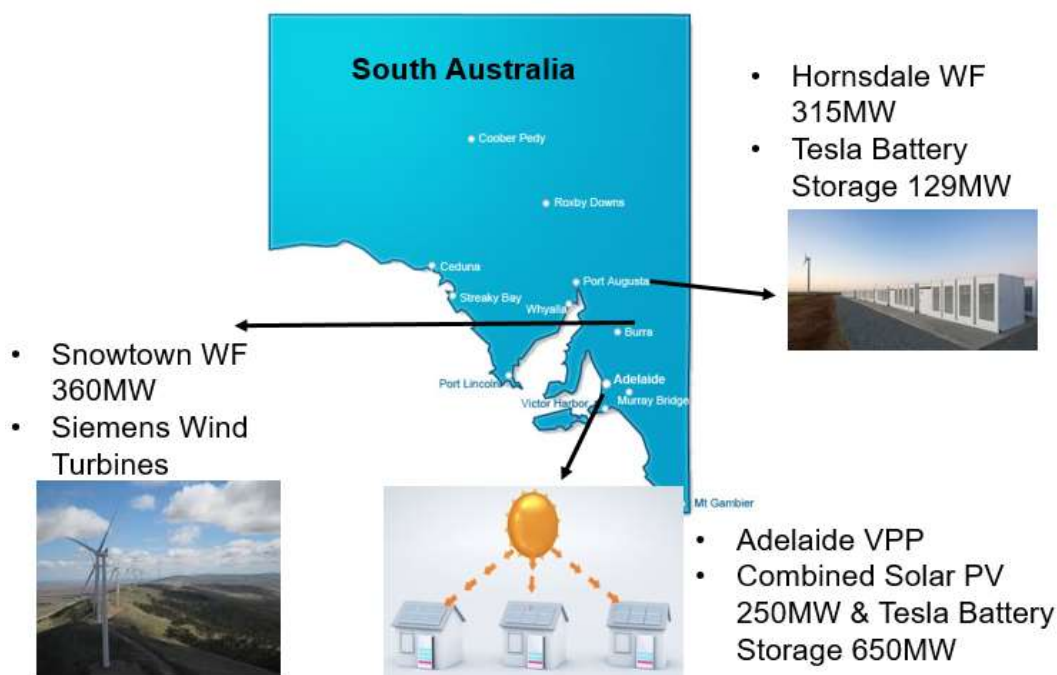 South Australia
Coober Pedy
Roxby Downs
Ceduna
Port Augusta
Streaky Bay
Whyalla
Burra
Port Lincoln
Adelaide
Victor Harbor
Murray Bridge
Mt Gambier
• Hornsdale WF
315MW
• Tesla Battery
Storage 129MW
• Snowtown WF
360MW
• Siemens Wind
Turbines
• Adelaide VPP
• Combined Solar PV
250MW & Tesla Battery
Storage 650MW